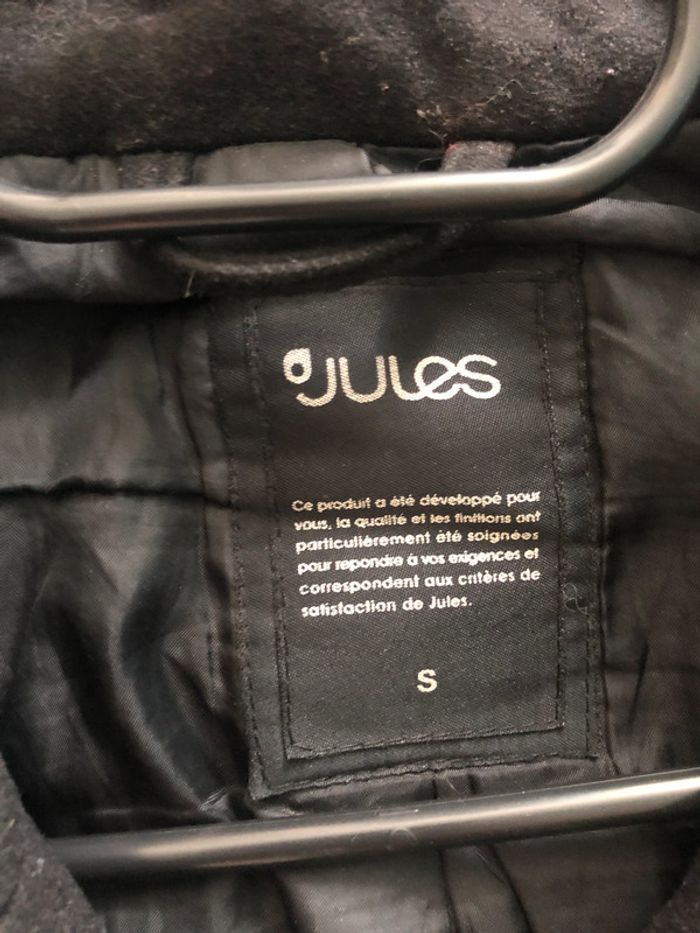 JULES
Ce produit a été développé pour
vous, la qualité et les finitions ont
particulièrement été soignées
pour repondre à vos exigences et
correspondent aux critères de
satisfaction de Jules.
S